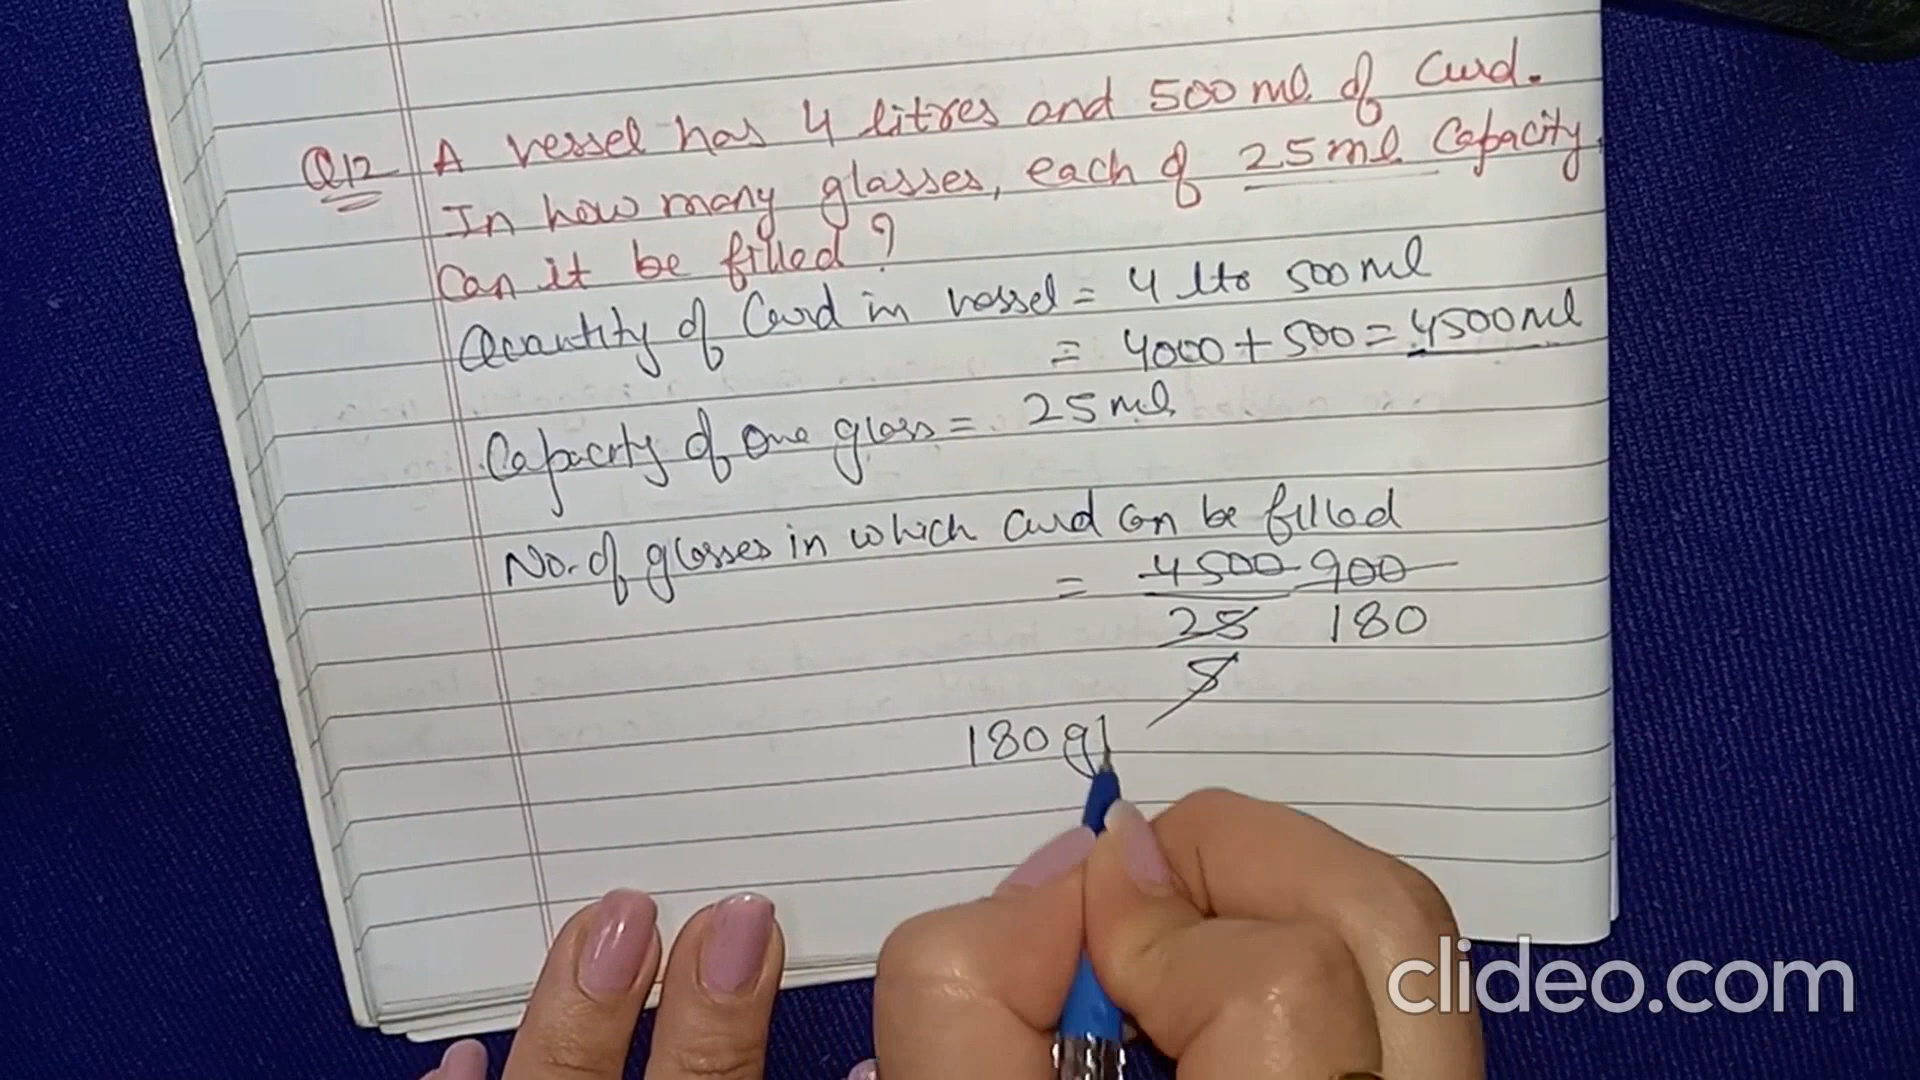 Q12 A vessel has 4 litres and 500 ml. of Curd.
In how many glasses, each of 25 ml. Capacity.
Can it be filled?
Quantity of Curd in vessel = 4 ltr 500 ml
= 4000 + 500 = 4500 ml
Capacity of one glass = 25 ml.
No. of glasses in which curd can be filled
= 4500 900
25 180
5
180 gl
clideo.com